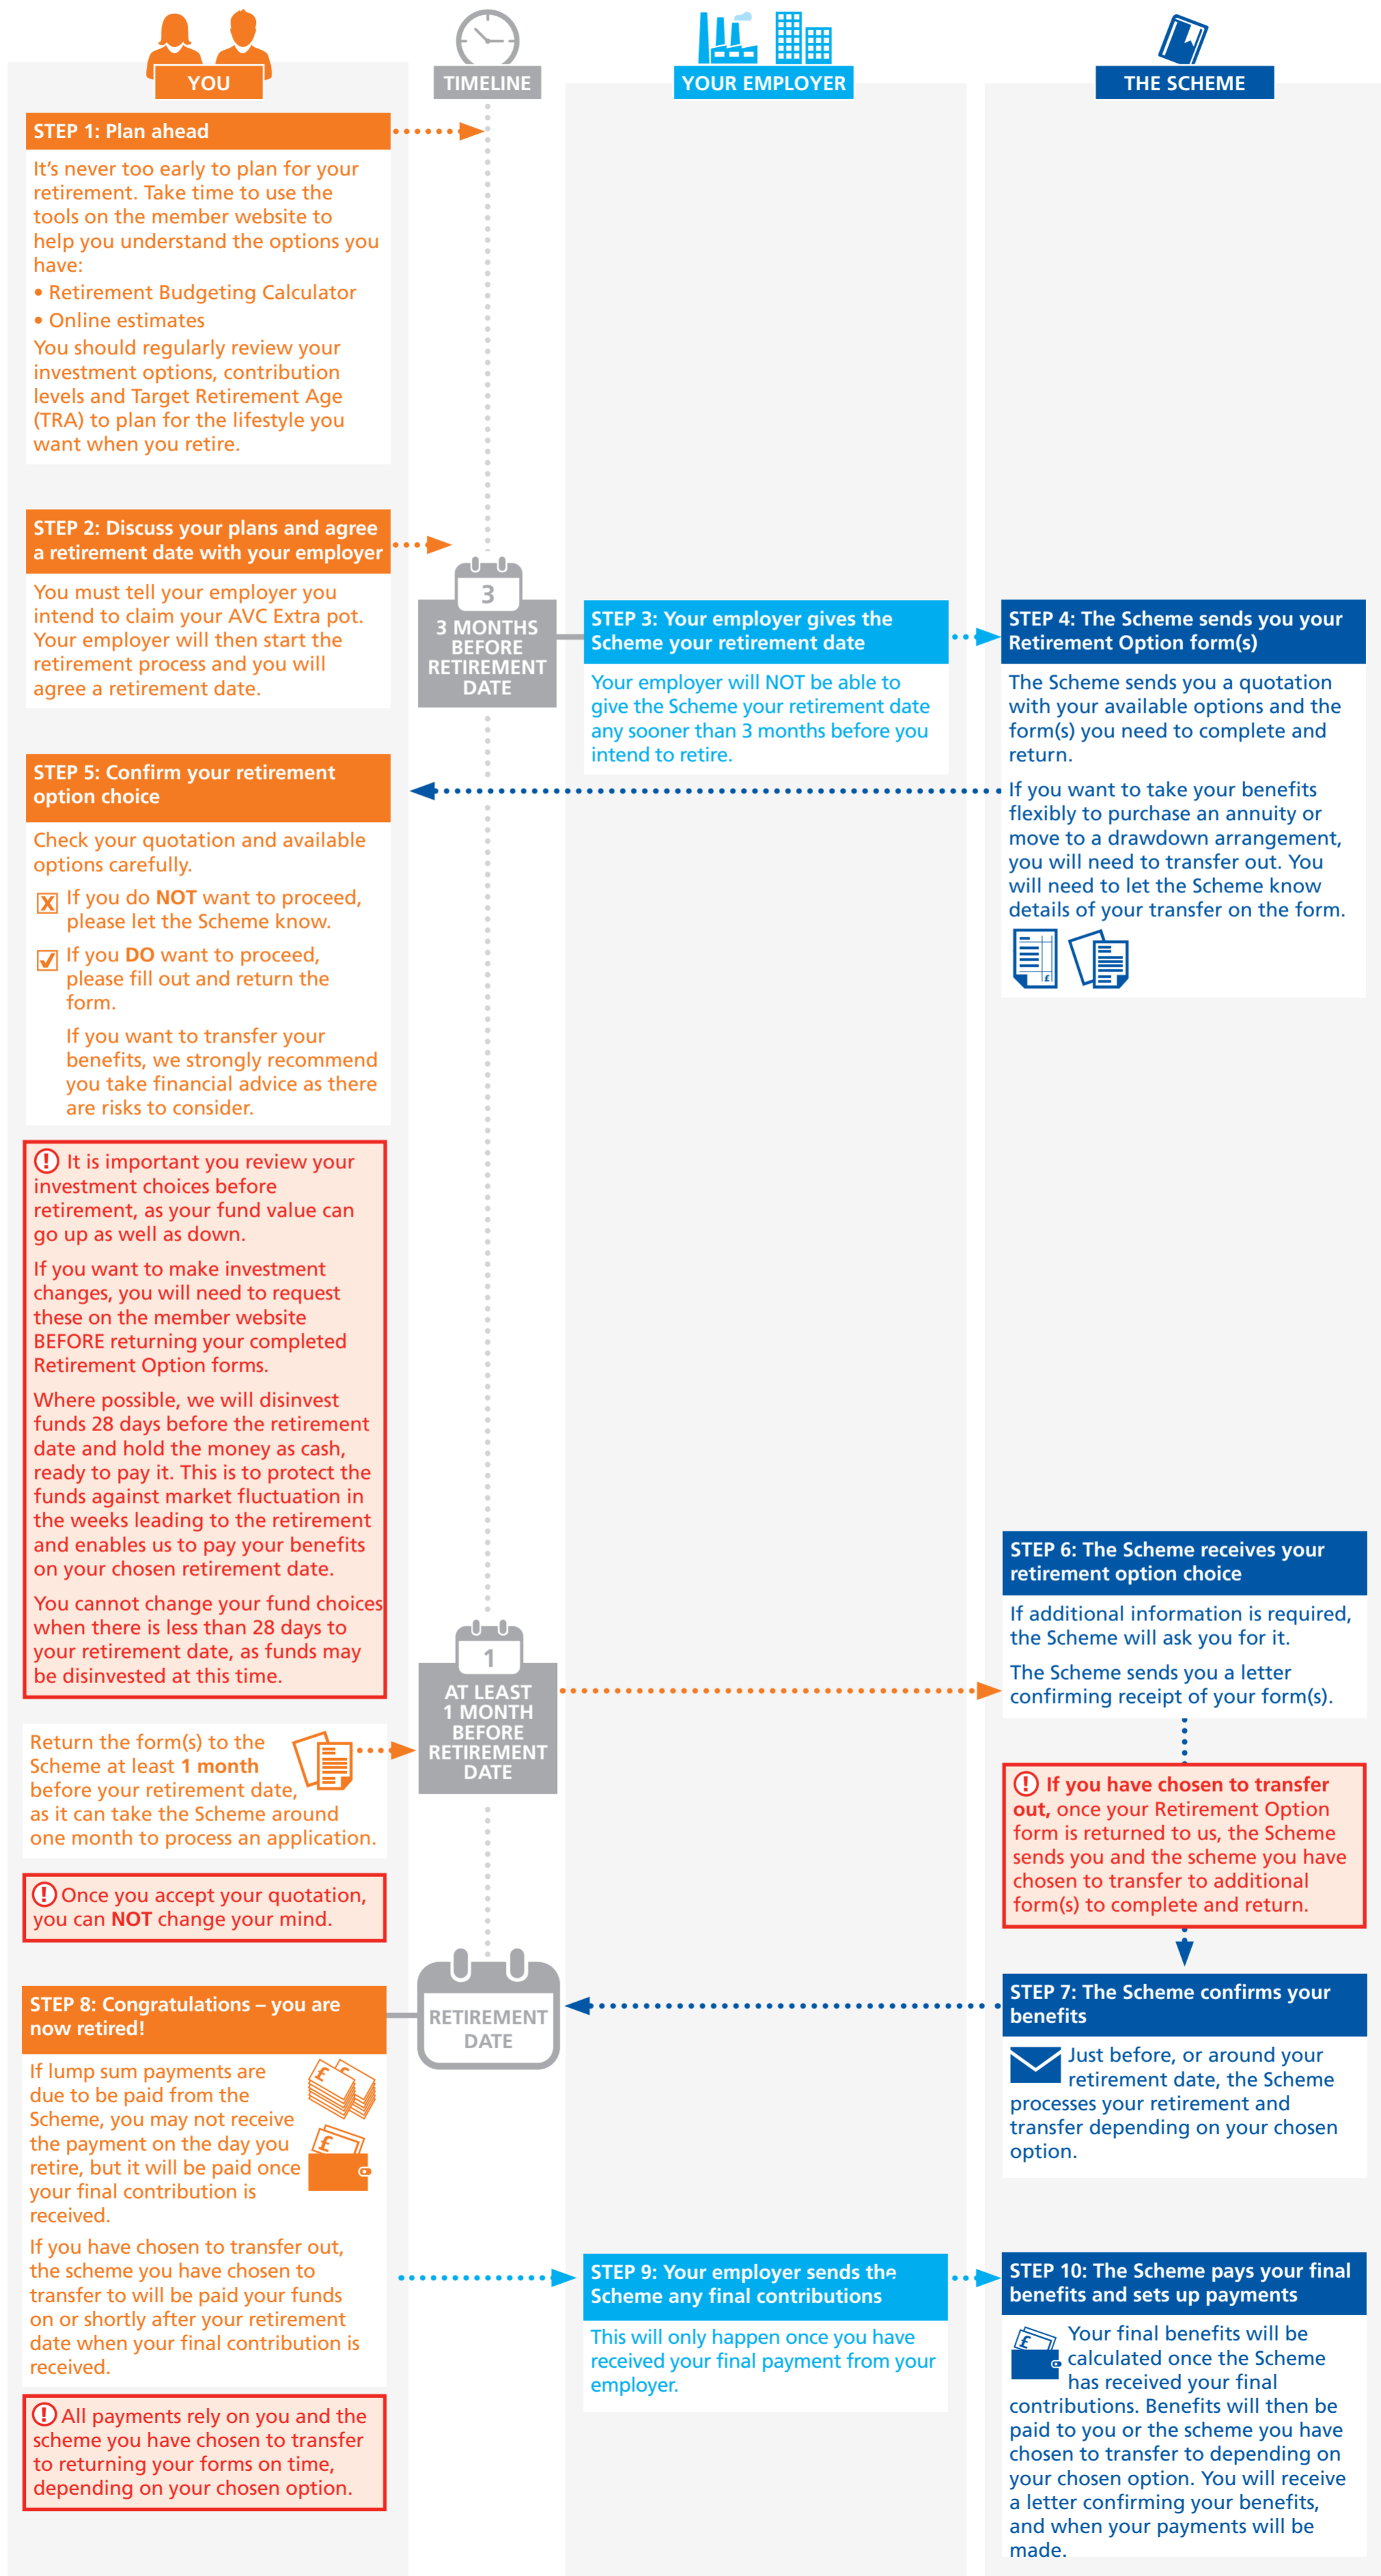 YOU
TIMELINE
YOUR EMPLOYER
THE SCHEME
STEP 1: Plan ahead
It's never too early to plan for your
retirement. Take time to use the
tools on the member website to
help you understand the options you
have:
• Retirement Budgeting Calculator
• Online estimates
You should regularly review your
investment options, contribution
levels and Target Retirement Age
(TRA) to plan for the lifestyle you
want when you retire.
STEP 2: Discuss your plans and agree
a retirement date with your employer
You must tell your employer you
intend to claim your AVC Extra pot.
Your employer will then start the
retirement process and you will
agree a retirement date.
3
3 MONTHS
BEFORE
RETIREMENT
DATE
STEP 3: Your employer gives the
Scheme your retirement date
Your employer will NOT be able to
give the Scheme your retirement date
any sooner than 3 months before you
intend to retire.
STEP 4: The Scheme sends you your
Retirement Option form(s)
The Scheme sends you a quotation
with your available options and the
form(s) you need to complete and
return.
If you want to take your benefits
flexibly to purchase an annuity or
move to a drawdown arrangement,
you will need to transfer out. You
will need to let the Scheme know
details of your transfer on the form.
£
STEP 5: Confirm your retirement
option choice
Check your quotation and available
options carefully.
X If you do NOT want to proceed,
please let the Scheme know.
✓ If you DO want to proceed,
please fill out and return the
form.
If you want to transfer your
benefits, we strongly recommend
you take financial advice as there
are risks to consider.
! It is important you review your
investment choices before
retirement, as your fund value can
go up as well as down.
If you want to make investment
changes, you will need to request
these on the member website
BEFORE returning your completed
Retirement Option forms.
Where possible, we will disinvest
funds 28 days before the retirement
date and hold the money as cash,
ready to pay it. This is to protect the
funds against market fluctuation in
the weeks leading to the retirement
and enables us to pay your benefits
on your chosen retirement date.
You cannot change your fund choices
when there is less than 28 days to
your retirement date, as funds may
be disinvested at this time.
Return the form(s) to the
Scheme at least 1 month
before your retirement date,
as it can take the Scheme around
one month to process an application.
! Once you accept your quotation,
you can NOT change your mind.
1
AT LEAST
1 MONTH
BEFORE
RETIREMENT
DATE
STEP 6: The Scheme receives your
retirement option choice
If additional information is required,
the Scheme will ask you for it.
The Scheme sends you a letter
confirming receipt of your form(s).
! If you have chosen to transfer
out, once your Retirement Option
form is returned to us, the Scheme
sends you and the scheme you have
chosen to transfer to additional
form(s) to complete and return.
STEP 7: The Scheme confirms your
benefits
Just before, or around your
retirement date, the Scheme
processes your retirement and
transfer depending on your chosen
option.
RETIREMENT
DATE
STEP 8: Congratulations – you are
now retired!
If lump sum payments are
due to be paid from the
Scheme, you may not receive
the payment on the day you
retire, but it will be paid once
your final contribution is
received.
£
£
If you have chosen to transfer out,
the scheme you have chosen to
transfer to will be paid your funds
on or shortly after your retirement
date when your final contribution is
received.
! All payments rely on you and the
scheme you have chosen to transfer
to returning your forms on time,
depending on your chosen option.
STEP 9: Your employer sends the
Scheme any final contributions
This will only happen once you have
received your final payment from your
employer.
STEP 10: The Scheme pays your final
benefits and sets up payments
£
Your final benefits will be
calculated once the Scheme
has received your final
contributions. Benefits will then be
paid to you or the scheme you have
chosen to transfer to depending on
your chosen option. You will receive
a letter confirming your benefits,
and when your payments will be
made.